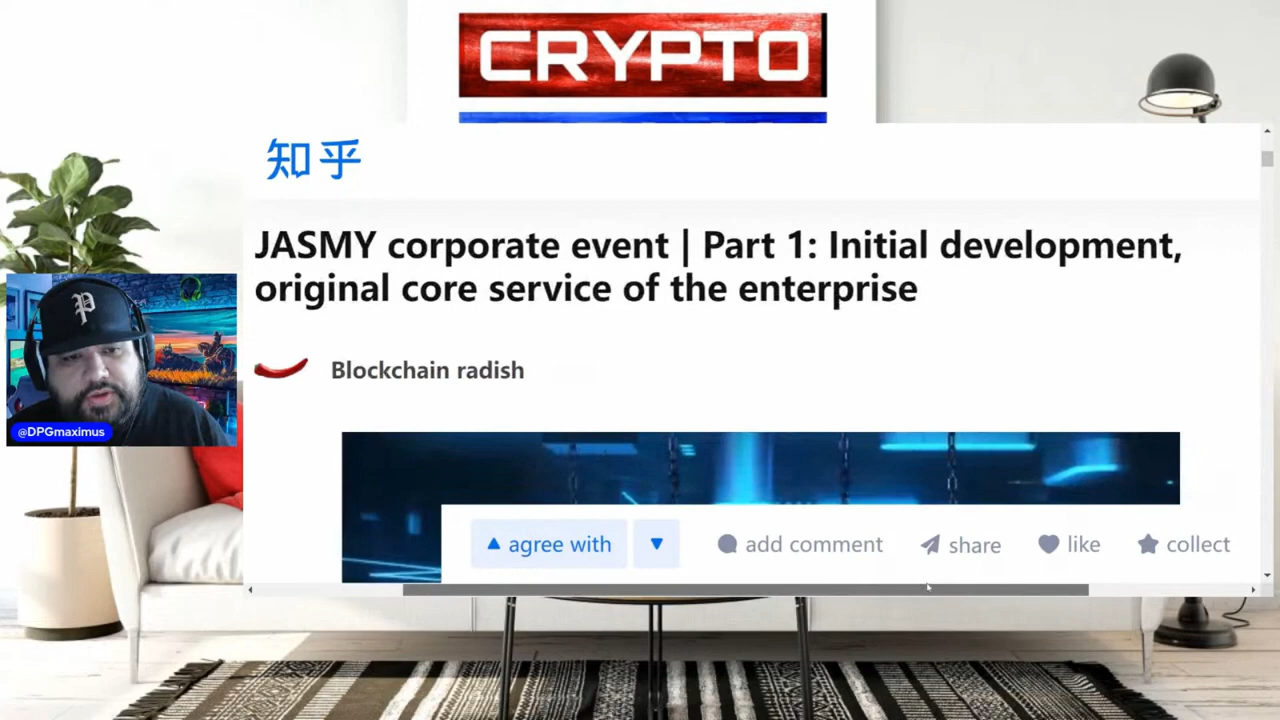 CRYPTO
知乎
JASMY corporate event | Part 1: Initial development,
original core service of the enterprise
Blockchain radish
@DPGmaximus
agree with
add comment
share
like
collect